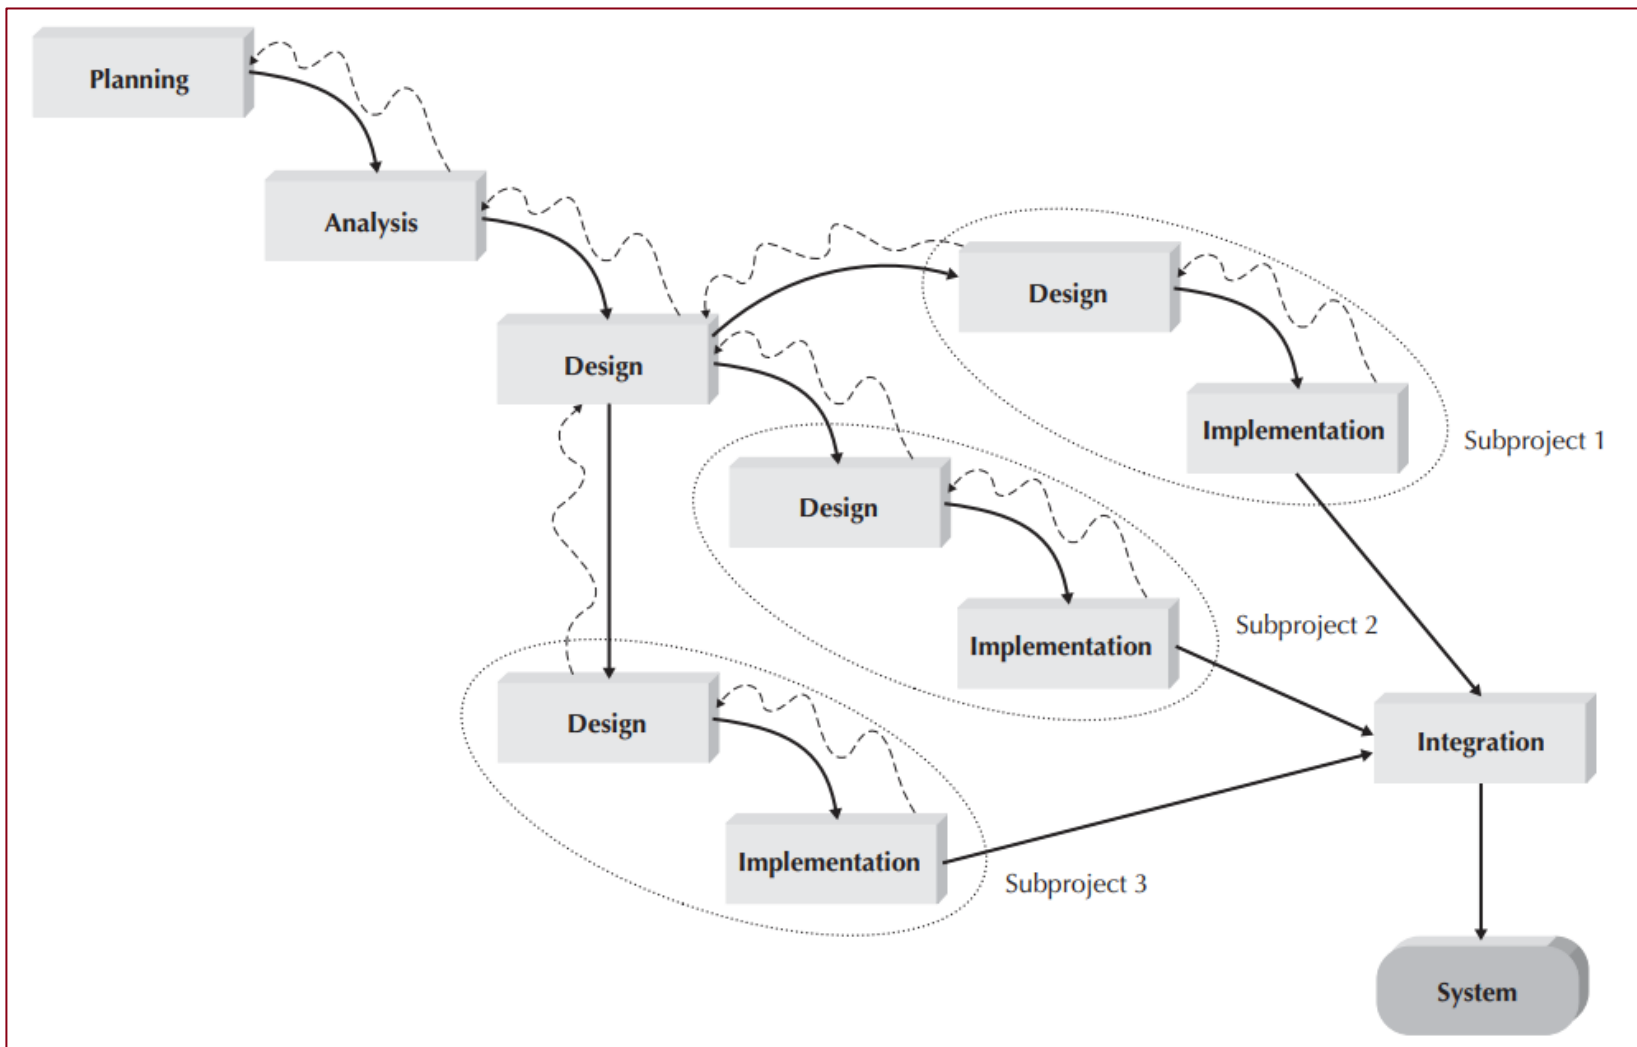 Planning
Analysis
Design
Design
Implementation
Subproject 1
Design
Implementation
Subproject 2
Design
Implementation
Subproject 3
Integration
System